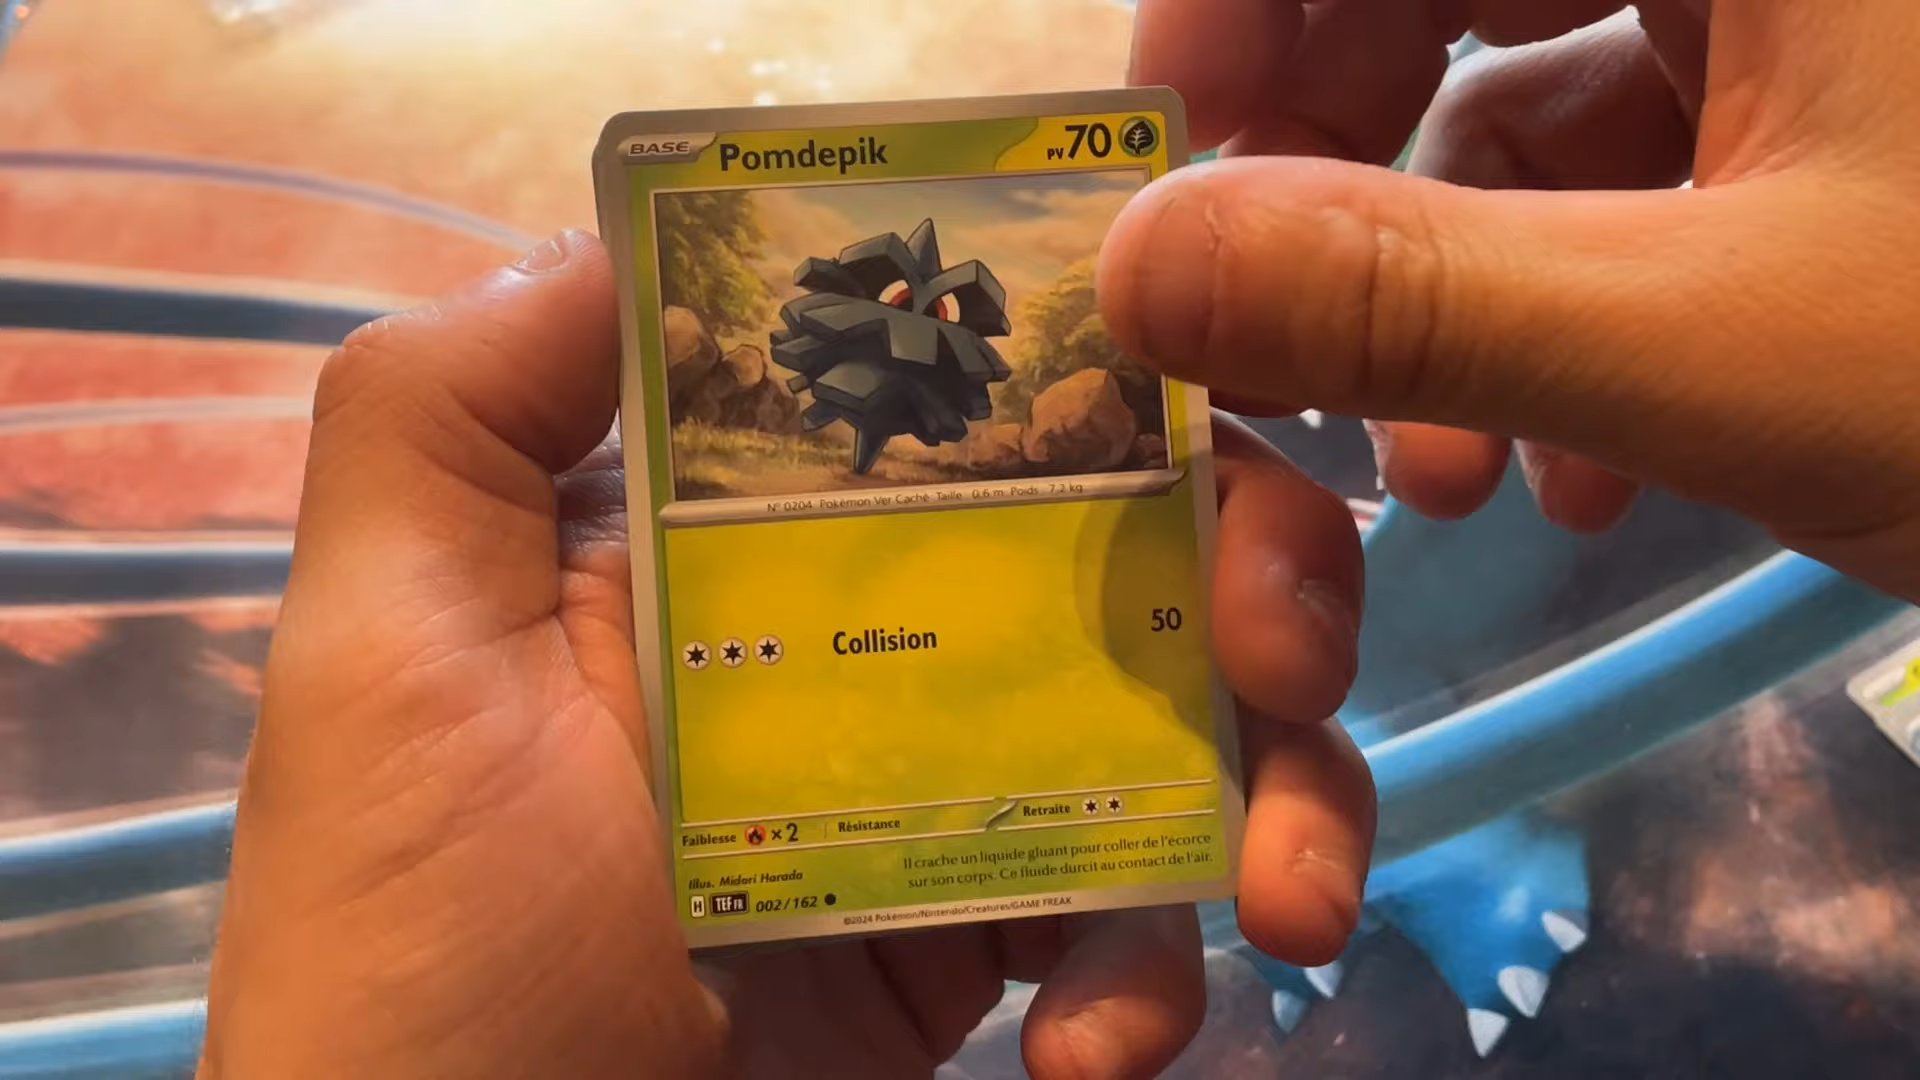 BASE Pomdepik PV 70
N° 0204 Pokémon Ver Caché Taille 0.6 m Poids 7.2 kg
Collision 50
Faiblesse ×2 Résistance Retraite
Il crache un liquide gluant pour coller de l'écorce
sur son corps. Ce fluide durcit au contact de l'air.
Illus. Midori Harada
H TEF FR 002/162
©2024 Pokémon/Nintendo/Creatures/GAME FREAK